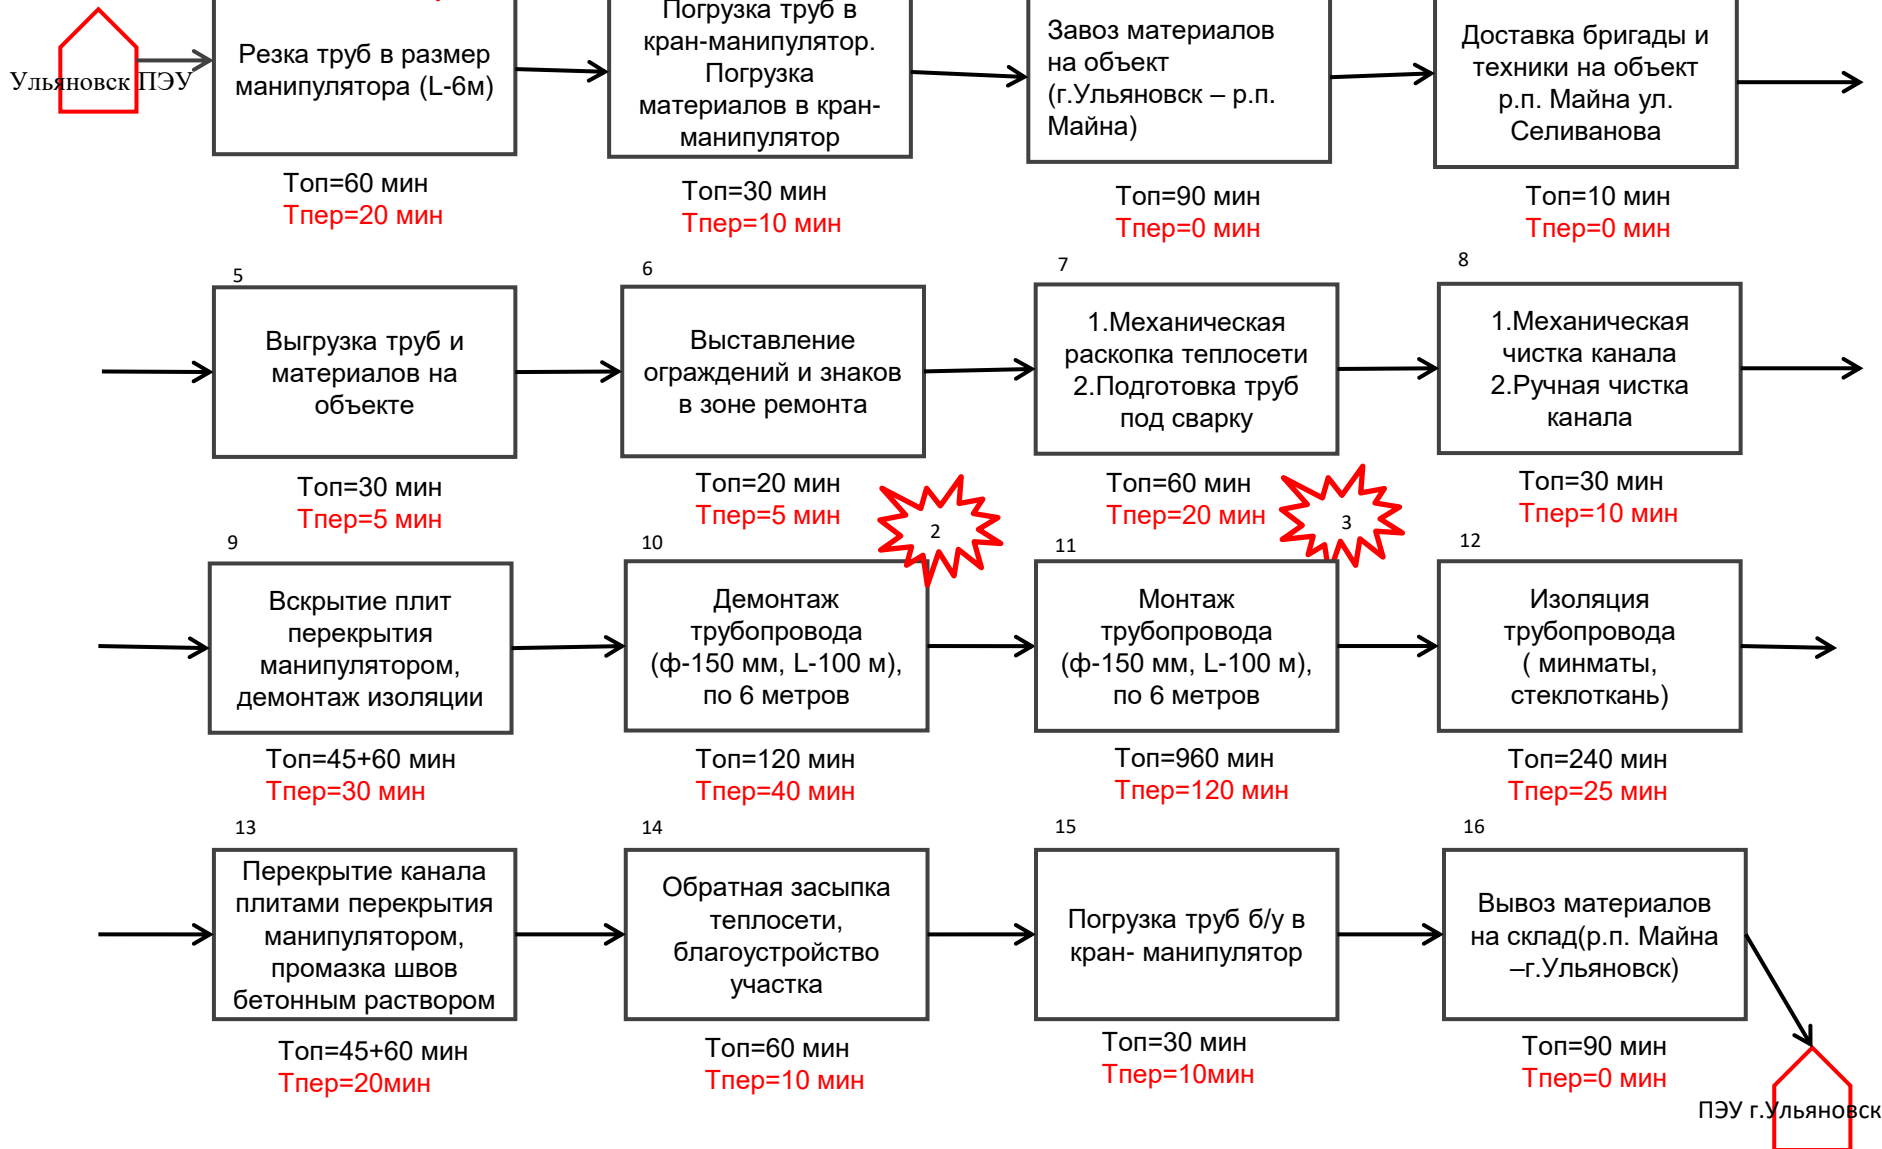 Ульяновск ПЭУ
Резка труб в размер
манипулятора (L-6м)
Топ=60 мин
Тпер=20 мин
Погрузка труб в
кран-манипулятор.
Погрузка
материалов в кран-
манипулятор
Топ=30 мин
Тпер=10 мин
Завоз материалов
на объект
(г.Ульяновск – р.п.
Майна)
Топ=90 мин
Тпер=0 мин
Доставка бригады и
техники на объект
р.п. Майна ул.
Селиванова
Топ=10 мин
Тпер=0 мин
5
Выгрузка труб и
материалов на
объекте
Топ=30 мин
Тпер=5 мин
6
Выставление
ограждений и знаков
в зоне ремонта
Топ=20 мин
Тпер=5 мин
7
1.Механическая
раскопка теплосети
2.Подготовка труб
под сварку
Топ=60 мин
Тпер=20 мин
8
1.Механическая
чистка канала
2.Ручная чистка
канала
Топ=30 мин
Тпер=10 мин
9
Вскрытие плит
перекрытия
манипулятором,
демонтаж изоляции
Топ=45+60 мин
Тпер=30 мин
10
2
Демонтаж
трубопровода
(ф-150 мм, L-100 м),
по 6 метров
Топ=120 мин
Тпер=40 мин
11
3
Монтаж
трубопровода
(ф-150 мм, L-100 м),
по 6 метров
Топ=960 мин
Тпер=120 мин
12
Изоляция
трубопровода
( минматы,
стеклоткань)
Топ=240 мин
Тпер=25 мин
13
Перекрытие канала
плитами перекрытия
манипулятором,
промазка швов
бетонным раствором
Топ=45+60 мин
Тпер=20мин
14
Обратная засыпка
теплосети,
благоустройство
участка
Топ=60 мин
Тпер=10 мин
15
Погрузка труб б/у в
кран- манипулятор
Топ=30 мин
Тпер=10мин
16
Вывоз материалов
на склад(р.п. Майна
–г.Ульяновск)
Топ=90 мин
Тпер=0 мин
ПЭУ г.Ульяновск